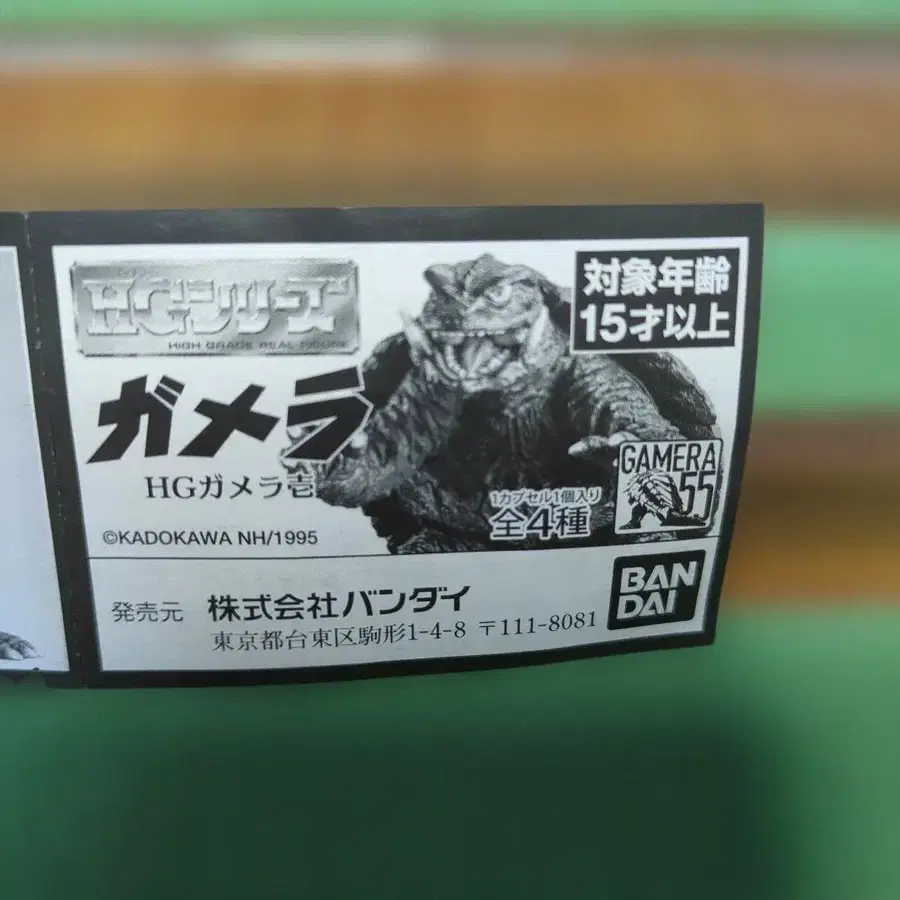 HGシリーズ
HIGH GRADE REAL FIGURE
対象年齢
15才以上
ガメラ
HGガメラ壱
GAMERA
55
1カプセル1個入り
全4種
©KADOKAWA NH/1995
発売元 株式会社バンダイ
東京都台東区駒形1-4-8 〒111-8081
BAN
DAI